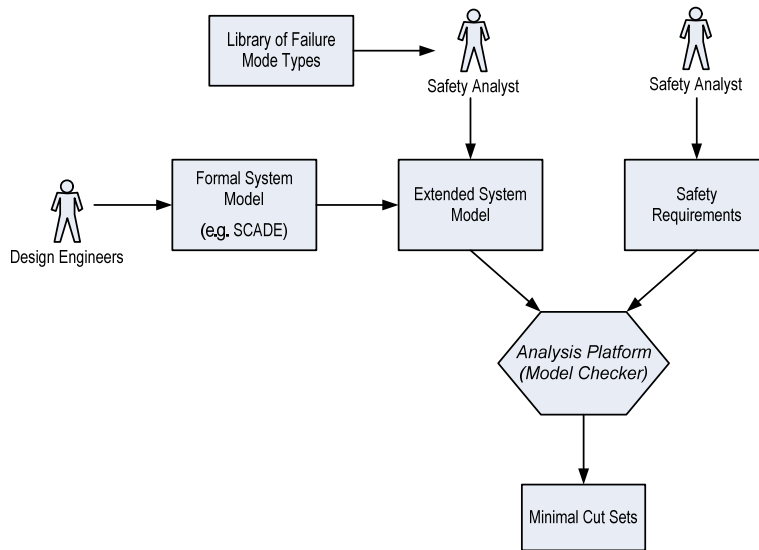 Library of Failure
Mode Types
Safety Analyst
Safety Analyst
Formal System
Model
(e.g. SCADE)
Extended System
Model
Safety
Requirements
Design Engineers
Analysis Platform
(Model Checker)
Minimal Cut Sets